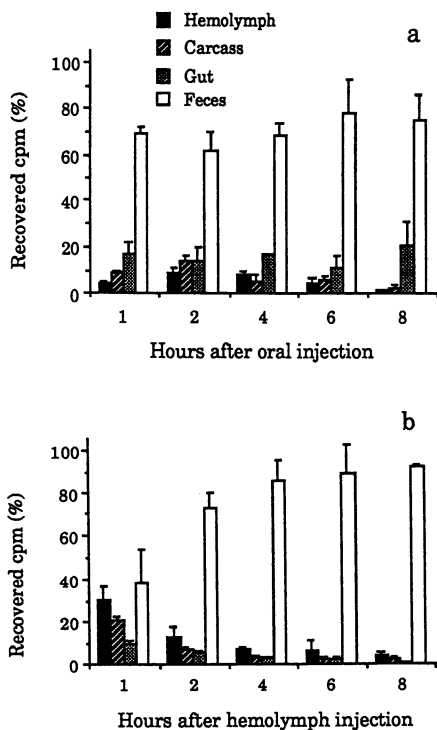 Hemolymph
Carcass
Gut
Feces
a
Recovered cpm (%)
100
80
60
40
20
0
1 2 4 6 8
Hours after oral injection
b
Recovered cpm (%)
100
80
60
40
20
0
1 2 4 6 8
Hours after hemolymph injection